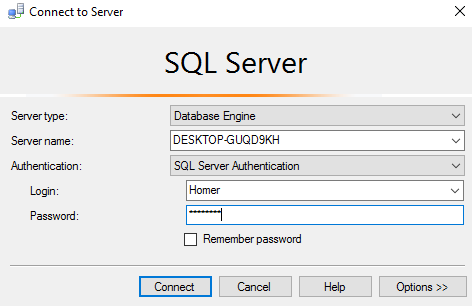 Connect to Server
SQL Server
Server type: Database Engine
Server name: DESKTOP-GUQD9KH
Authentication: SQL Server Authentication
Login: Homer
Password: ********
Remember password
Connect Cancel Help Options >>